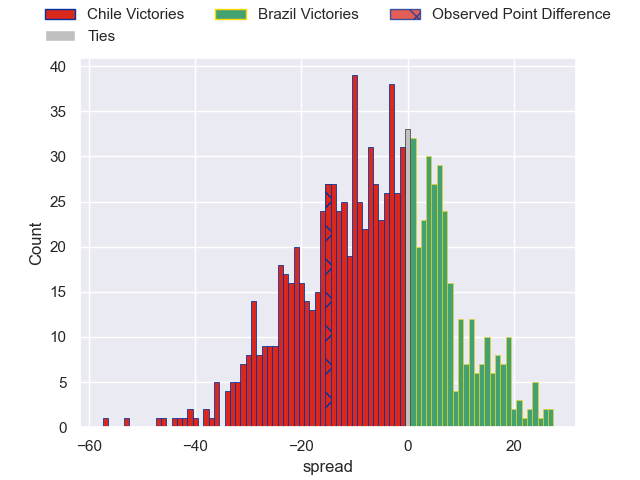 Chile Victories Brazil Victories Observed Point Difference
Ties
40
35
30
25
20
15
10
5
0
Count
−60 −40 −20 0 20
spread